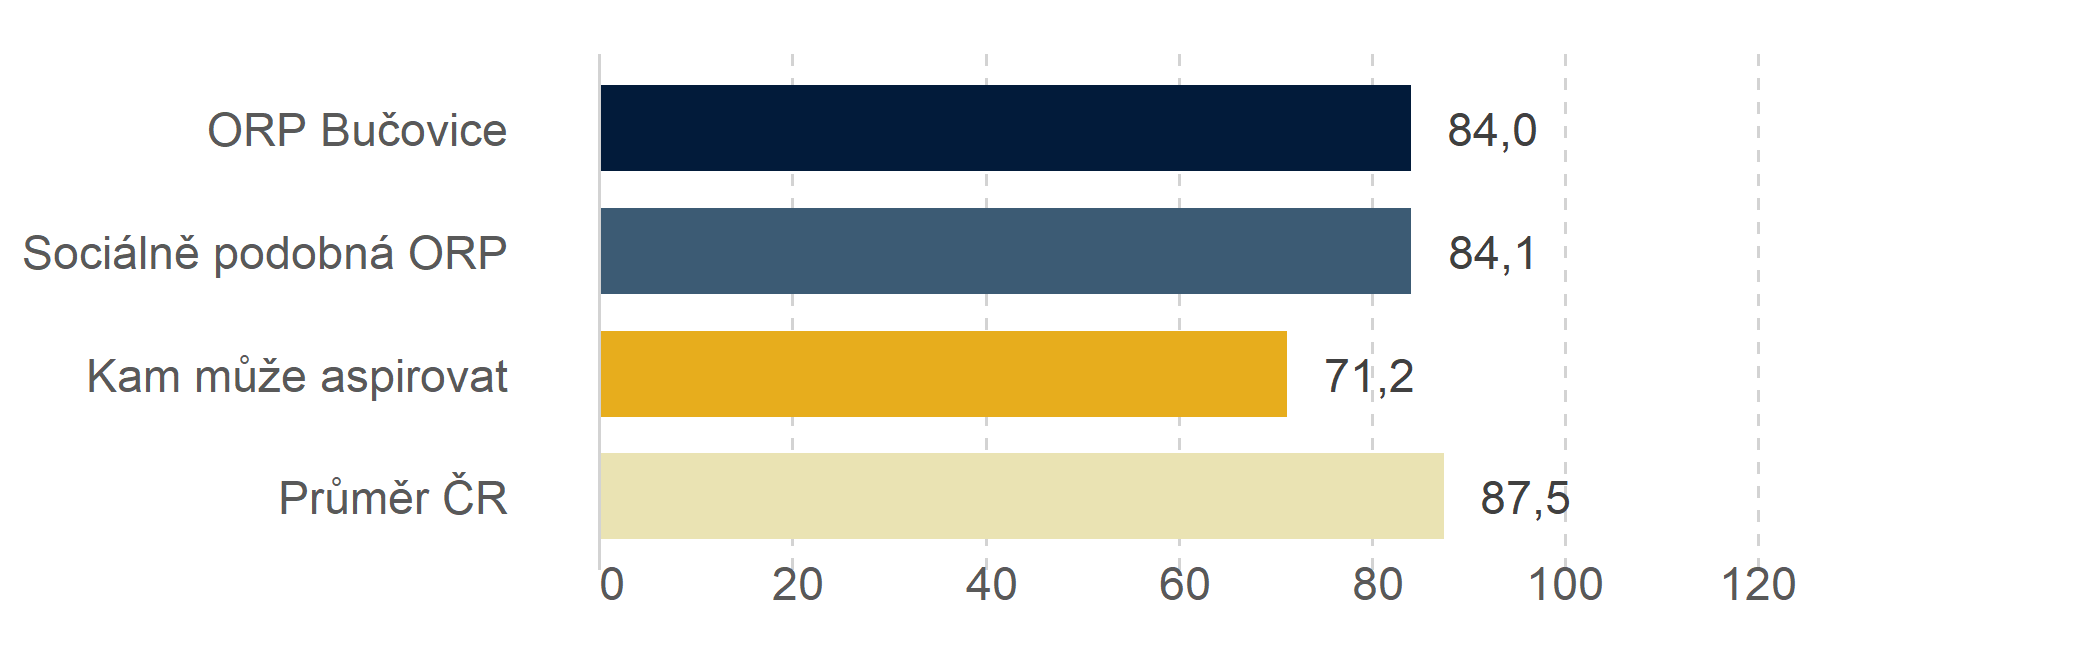 ORP Bučovice 84,0
Sociálně podobná ORP 84,1
Kam může aspirovat 71,2
Průměr ČR 87,5
0 20 40 60 80 100 120